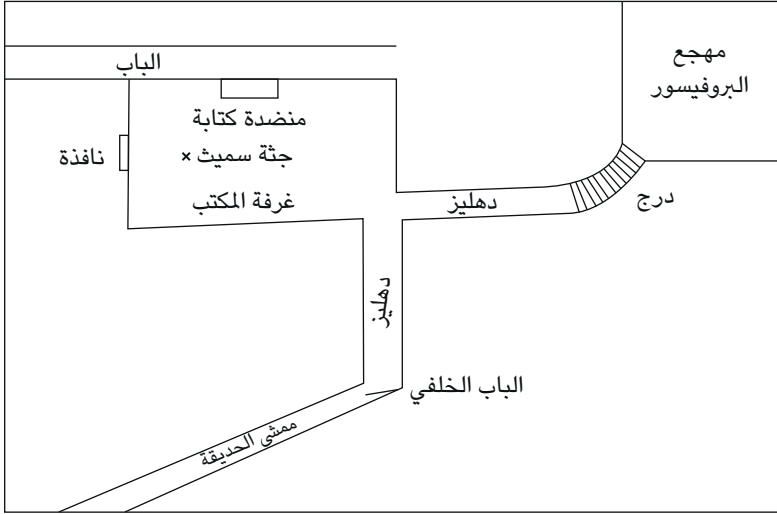 مهجع
البروفيسور
الباب
منضدة كتابة
نافذة
جثة سميث ×
غرفة المكتب
دهليز
درج
دهليز
الباب الخلفي
ممشى الحديقة